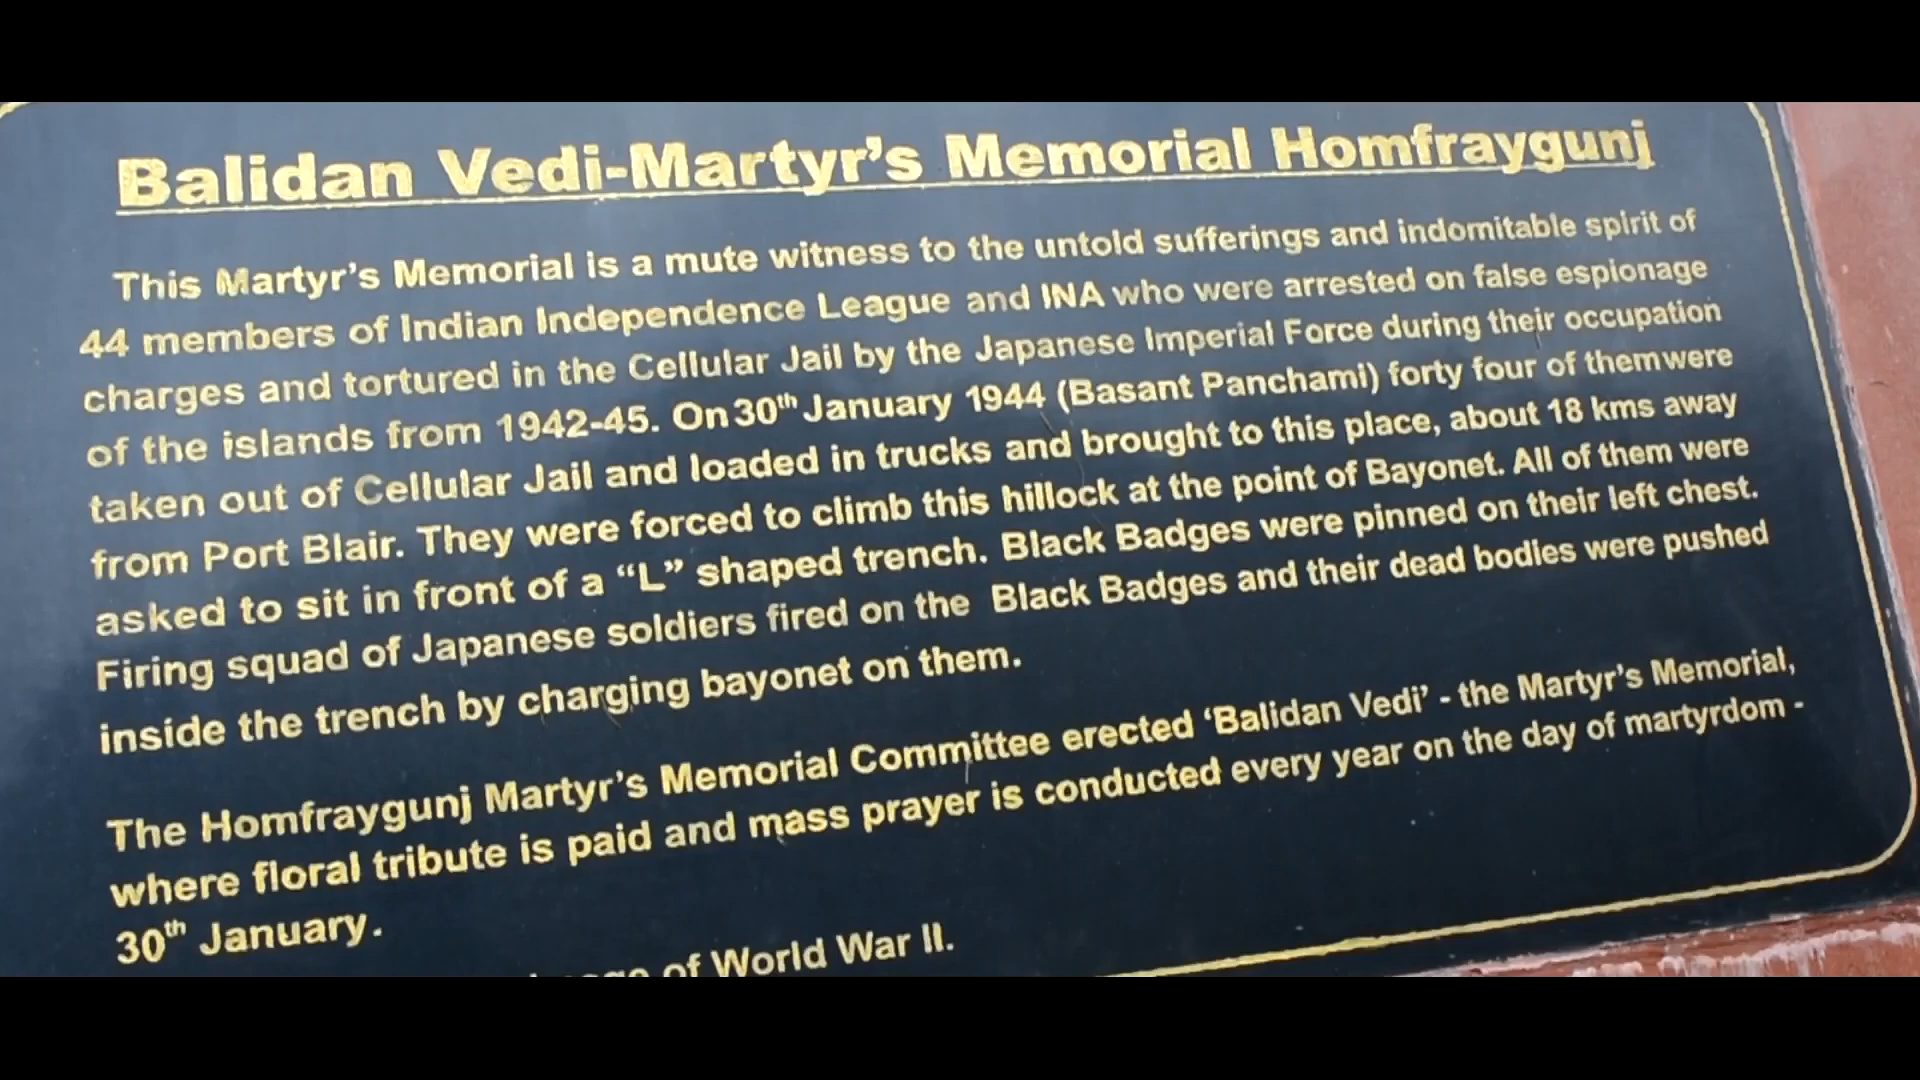 Balidan Vedi-Martyr's Memorial Homfraygunj
This Martyr's Memorial is a mute witness to the untold sufferings and indomitable spirit of
44 members of Indian Independence League and INA who were arrested on false espionage
charges and tortured in the Cellular Jail by the Japanese Imperial Force during their occupation
of the islands from 1942-45. On 30th January 1944 (Basant Panchami) forty four of themwere
taken out of Cellular Jail and loaded in trucks and brought to this place, about 18 kms away
from Port Blair. They were forced to climb this hillock at the point of Bayonet. All of them were
asked to sit in front of a “L” shaped trench. Black Badges were pinned on their left chest.
Firing squad of Japanese soldiers fired on the Black Badges and their dead bodies were pushed
inside the trench by charging bayonet on them.
The Homfraygunj Martyr's Memorial Committee erected ‘Balidan Vedi’ - the Martyr's Memorial,
where floral tribute is paid and mass prayer is conducted every year on the day of martyrdom -
30th January.
of World War II.